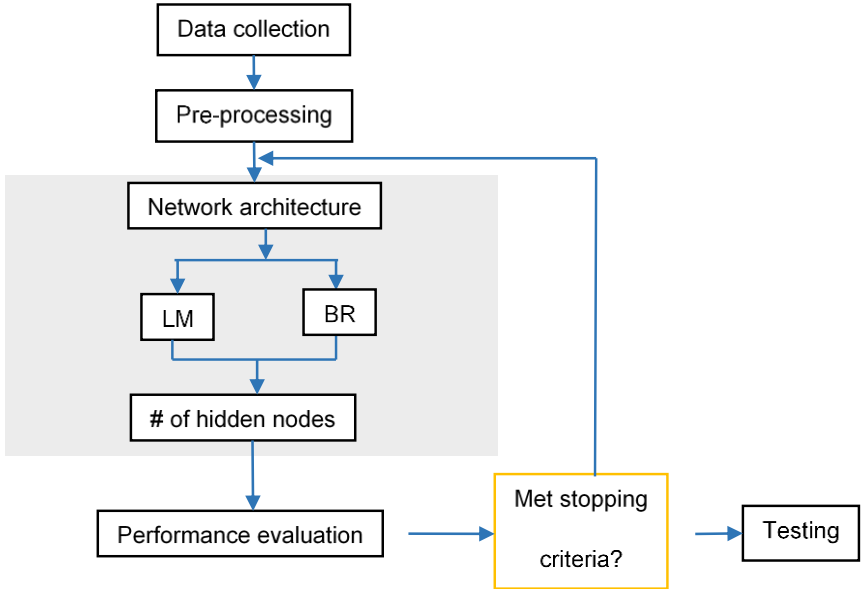 Data collection
Pre-processing
Network architecture
LM
BR
# of hidden nodes
Performance evaluation
Met stopping
criteria?
Testing